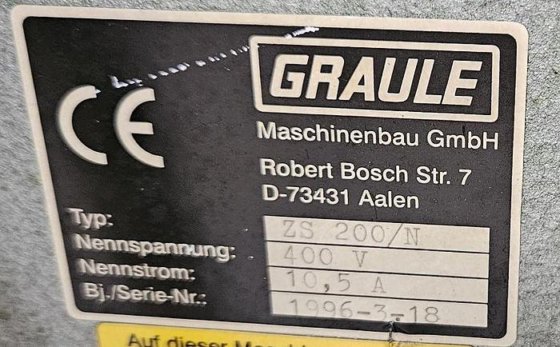 CE
GRAULE
Maschinenbau GmbH
Robert Bosch Str. 7
D-73431 Aalen
Typ: ZS 200/N
Nennspannung: 400 V
Nennstrom: 10,5 A
Bj./Serie-Nr.: 1996-3-18
Auf dieser